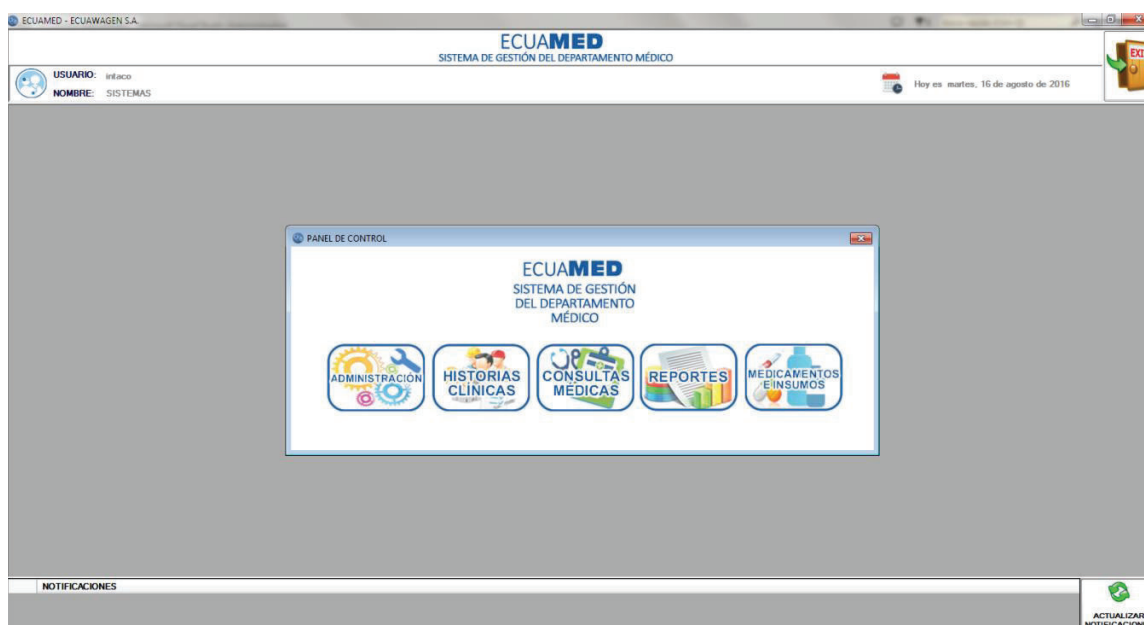 ECUAMED - ECUAWAGEN S.A.
ECUAMED
SISTEMA DE GESTIÓN DEL DEPARTAMENTO MÉDICO
USUARIO: intaco
NOMBRE: SISTEMAS
Hoy es martes, 16 de agosto de 2016
EXI
PANEL DE CONTROL
ECUAMED
SISTEMA DE GESTIÓN
DEL DEPARTAMENTO
MÉDICO
ADMINISTRACIÓN
HISTORIAS
CLÍNICAS
CONSULTAS
MÉDICAS
REPORTES
MEDICAMENTOS
E INSUMOS
NOTIFICACIONES
ACTUALIZAR
NOTIFICACION